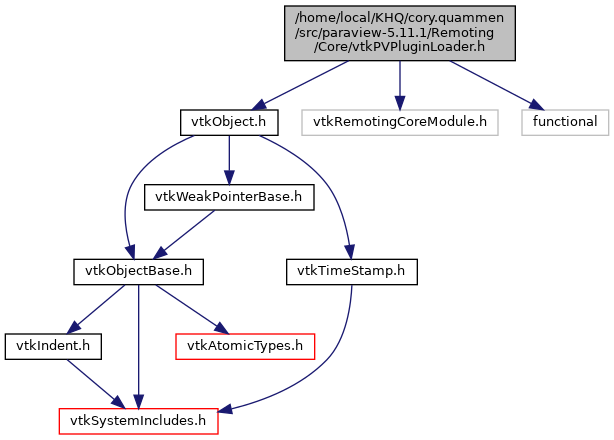 /home/local/KHQ/cory.quammen
/src/paraview-5.11.1/Remoting
/Core/vtkPVPluginLoader.h
vtkObject.h
vtkRemotingCoreModule.h
functional
vtkWeakPointerBase.h
vtkObjectBase.h
vtkTimeStamp.h
vtkIndent.h
vtkAtomicTypes.h
vtkSystemIncludes.h